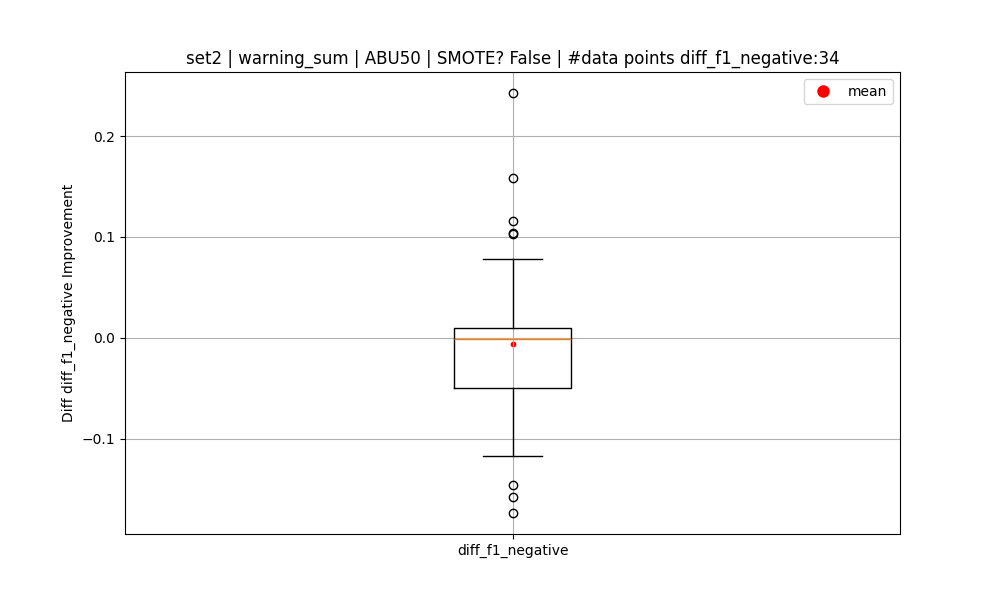 set2 | warning_sum | ABU50 | SMOTE? False | #data points diff_f1_negative:34
mean
Diff diff_f1_negative Improvement
0.2
0.1
0.0
−0.1
diff_f1_negative